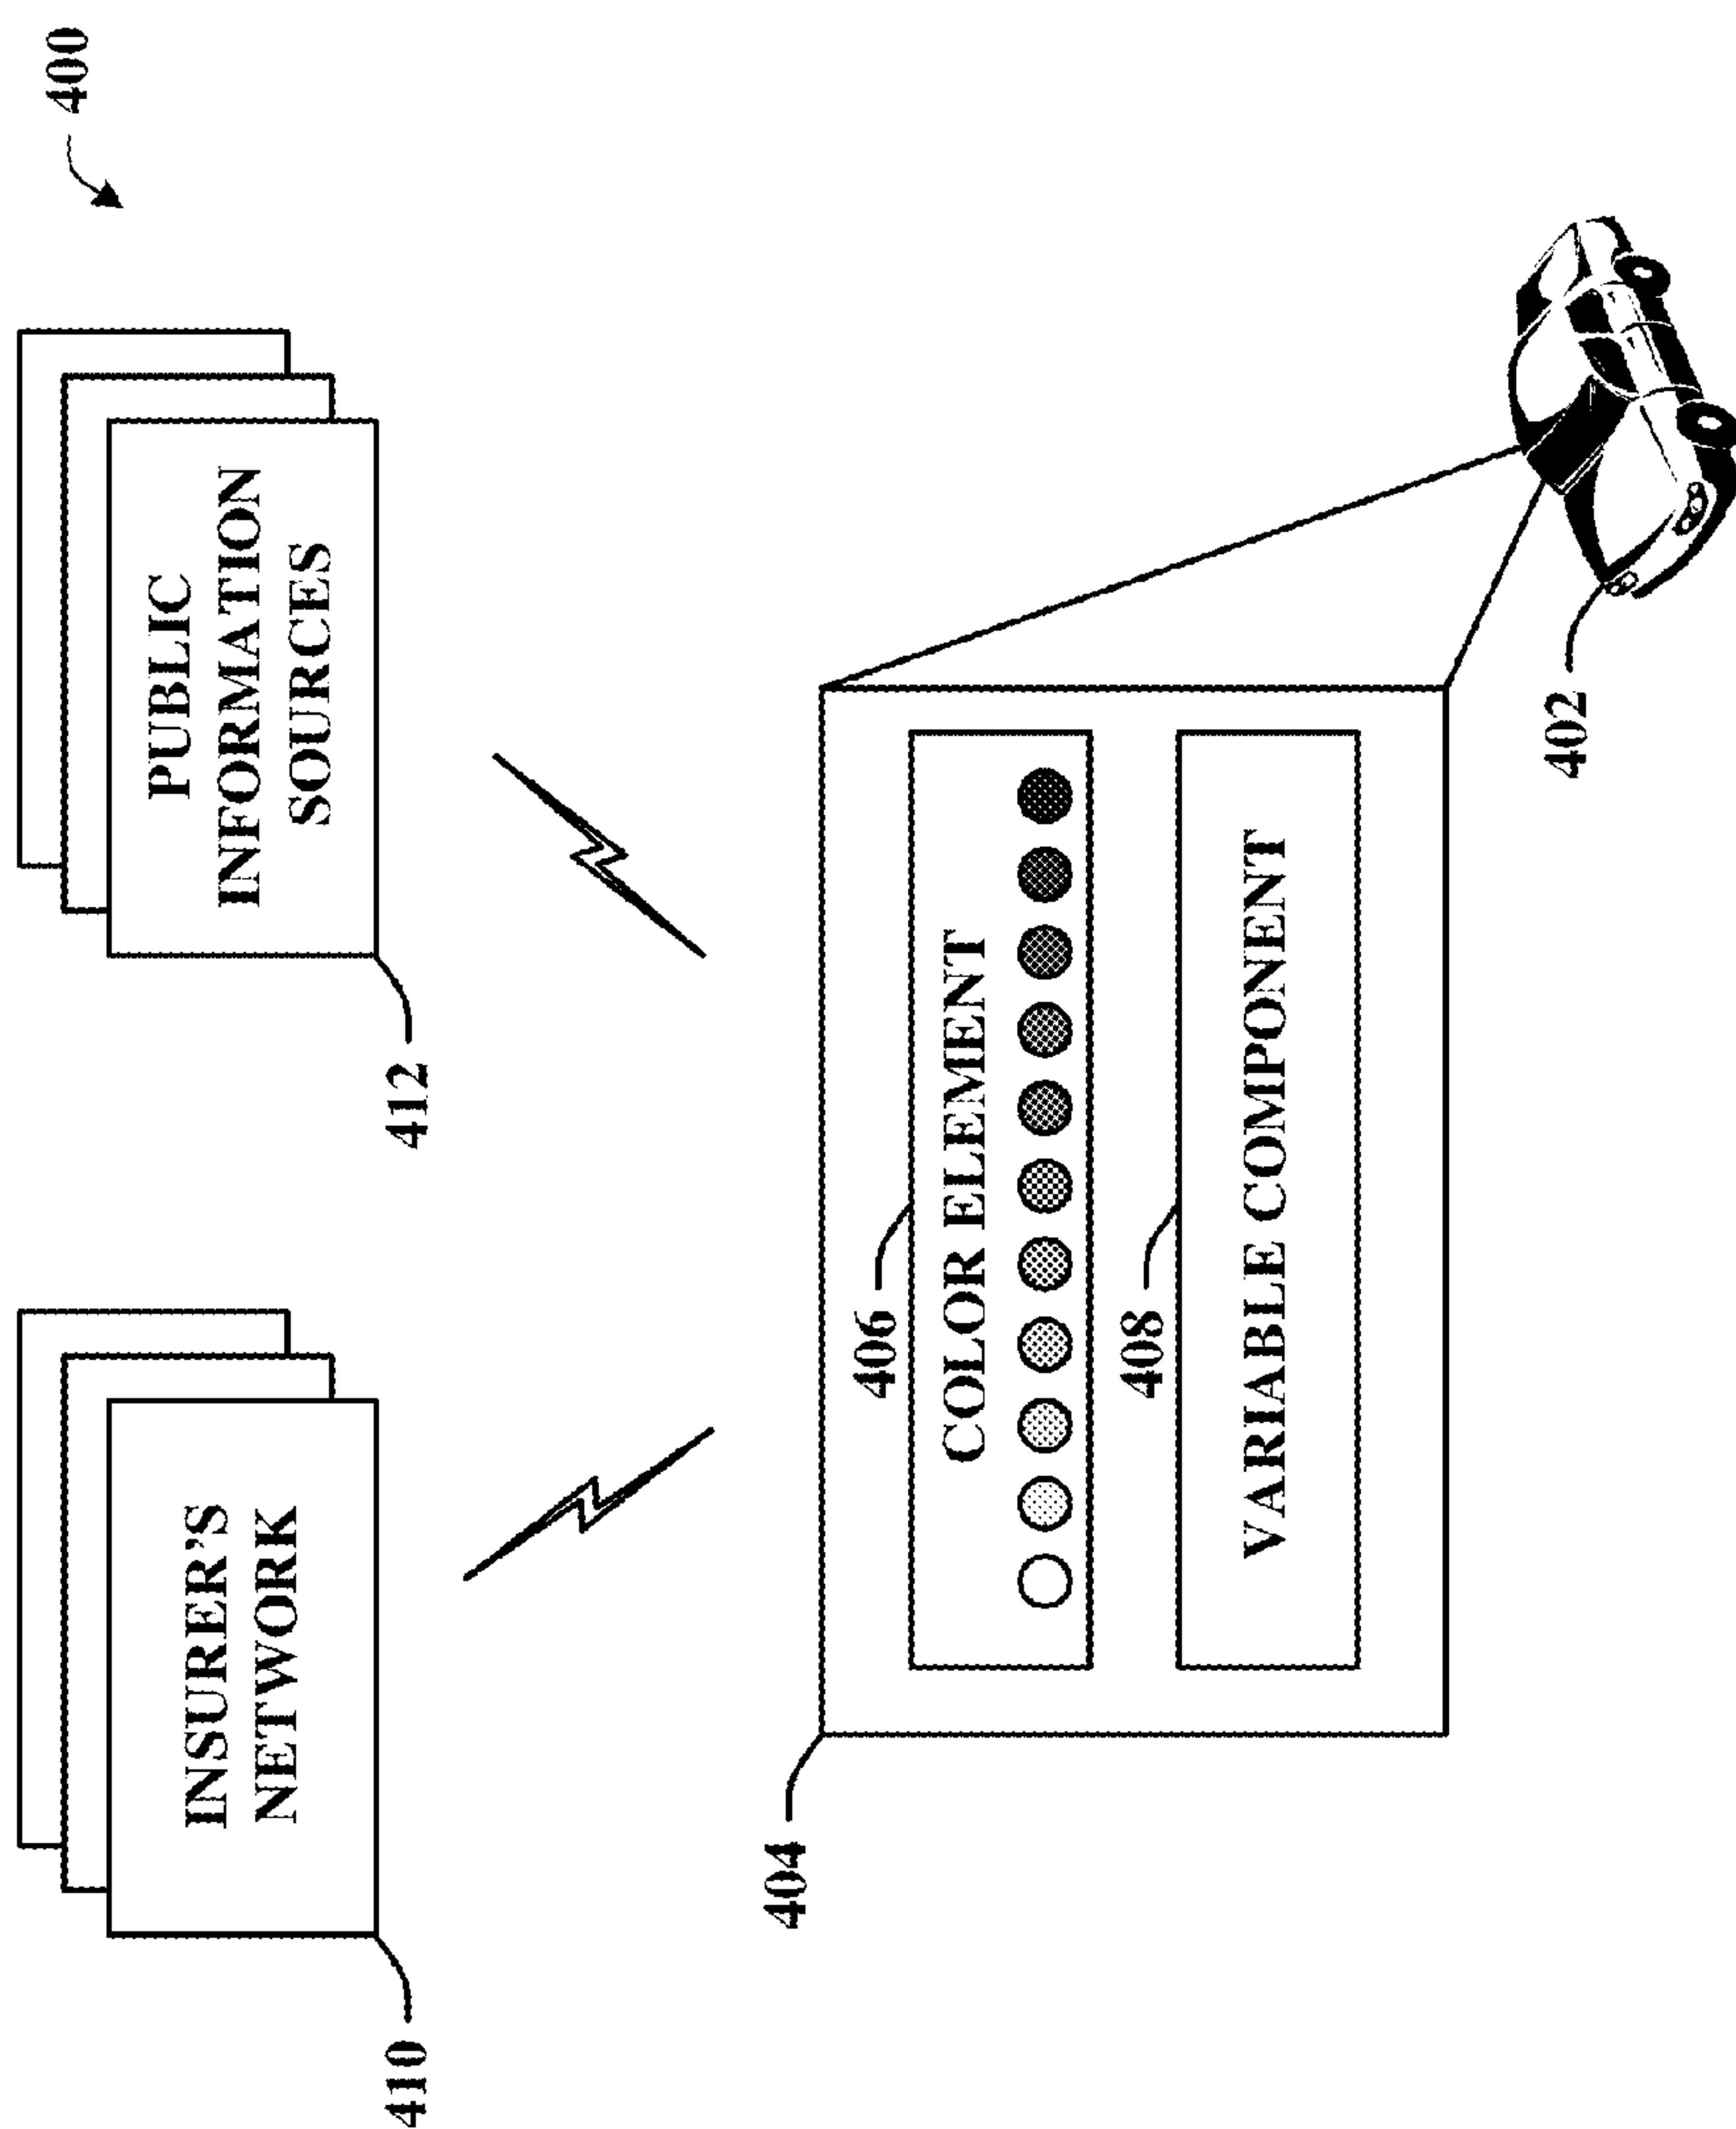 400
INSURER'S
NETWORK
PUBLIC
INFORMATION
SOURCES
410
412
404
406
COLOR ELEMENT
408
VARIABLE COMPONENT
402